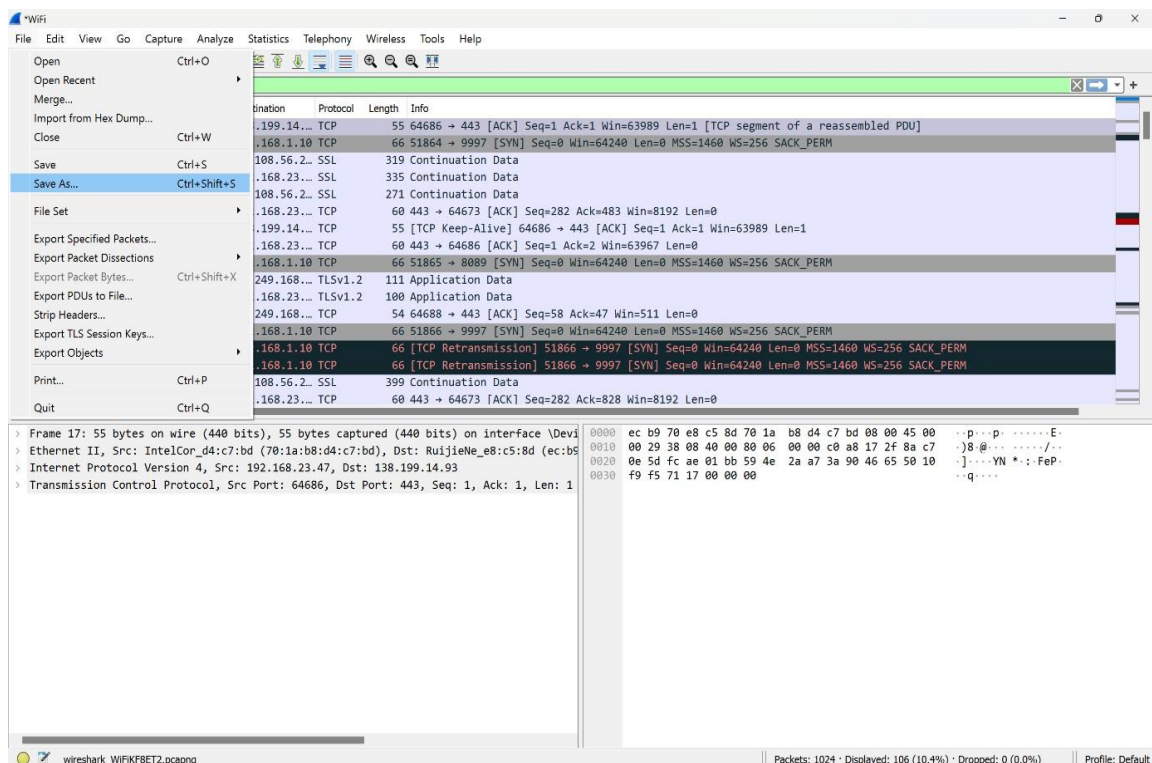 *WiFi
File Edit View Go Capture Analyze Statistics Telephony Wireless Tools Help
Open Ctrl+O
Open Recent
Merge...
Import from Hex Dump...
Close Ctrl+W
Save Ctrl+S
Save As... Ctrl+Shift+S
File Set
Export Specified Packets...
Export Packet Dissections
Export Packet Bytes... Ctrl+Shift+X
Export PDUs to File...
Strip Headers...
Export TLS Session Keys...
Export Objects
Print... Ctrl+P
Quit Ctrl+Q
tination Protocol Length Info
.199.14.… TCP 55 64686 → 443 [ACK] Seq=1 Ack=1 Win=63989 Len=1 [TCP segment of a reassembled PDU]
.168.1.10 TCP 66 51864 → 9997 [SYN] Seq=0 Win=64240 Len=0 MSS=1460 WS=256 SACK_PERM
108.56.2… SSL 319 Continuation Data
.168.23.… SSL 335 Continuation Data
108.56.2… SSL 271 Continuation Data
.168.23.… TCP 60 443 → 64673 [ACK] Seq=282 Ack=483 Win=8192 Len=0
.199.14.… TCP 55 [TCP Keep-Alive] 64686 → 443 [ACK] Seq=1 Ack=1 Win=63989 Len=1
.168.23.… TCP 60 443 → 64686 [ACK] Seq=1 Ack=2 Win=63967 Len=0
.168.1.10 TCP 66 51865 → 8089 [SYN] Seq=0 Win=64240 Len=0 MSS=1460 WS=256 SACK_PERM
249.168.… TLSv1.2 111 Application Data
.168.23.… TLSv1.2 100 Application Data
249.168.… TCP 54 64688 → 443 [ACK] Seq=58 Ack=47 Win=511 Len=0
.168.1.10 TCP 66 51866 → 9997 [SYN] Seq=0 Win=64240 Len=0 MSS=1460 WS=256 SACK_PERM
.168.1.10 TCP 66 [TCP Retransmission] 51866 → 9997 [SYN] Seq=0 Win=64240 Len=0 MSS=1460 WS=256 SACK_PERM
.168.1.10 TCP 66 [TCP Retransmission] 51866 → 9997 [SYN] Seq=0 Win=64240 Len=0 MSS=1460 WS=256 SACK_PERM
108.56.2… SSL 399 Continuation Data
.168.23.… TCP 60 443 → 64673 [ACK] Seq=282 Ack=828 Win=8192 Len=0
Frame 17: 55 bytes on wire (440 bits), 55 bytes captured (440 bits) on interface \Devi
Ethernet II, Src: IntelCor_d4:c7:bd (70:1a:b8:d4:c7:bd), Dst: RuijieNe_e8:c5:8d (ec:b9
Internet Protocol Version 4, Src: 192.168.23.47, Dst: 138.199.14.93
Transmission Control Protocol, Src Port: 64686, Dst Port: 443, Seq: 1, Ack: 1, Len: 1
0000 ec b9 70 e8 c5 8d 70 1a b8 d4 c7 bd 08 00 45 00 ··p···p· ······E·
0010 00 29 38 08 40 00 80 06 00 00 c0 a8 17 2f 8a c7 ·)8·@··· ·····/··
0020 0e 5d fc ae 01 bb 59 4e 2a a7 3a 90 46 65 50 10 ·]····YN *·:·FeP·
0030 f9 f5 71 17 00 00 00 ··q····
wireshark_WiFiKF8ET2.pcapng Packets: 1024 · Displayed: 106 (10.4%) · Dropped: 0 (0.0%) Profile: Default